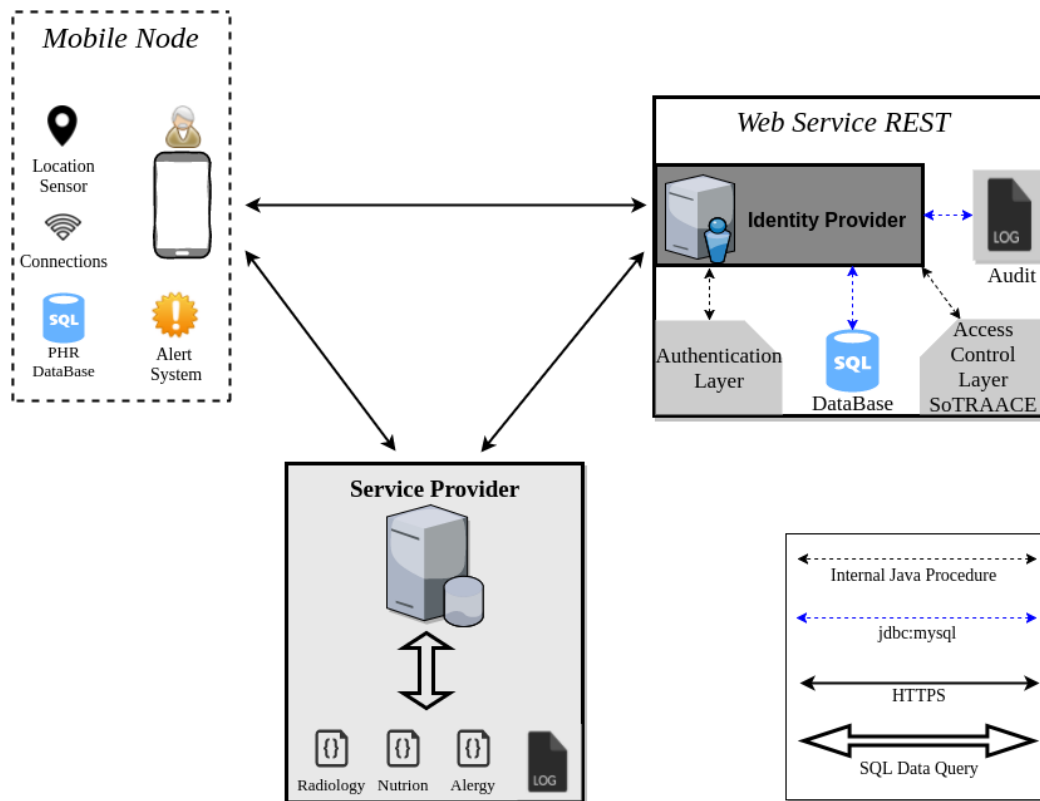 Mobile Node
Location
Sensor
Connections
SQL
PHR
DataBase
Alert
System
Web Service REST
Identity Provider
LOG
Audit
Authentication
Layer
SQL
DataBase
Access
Control
Layer
SoTRAACE
Service Provider
{}
Radiology
{}
Nutrion
{}
Alergy
LOG
Internal Java Procedure
jdbc:mysql
HTTPS
SQL Data Query